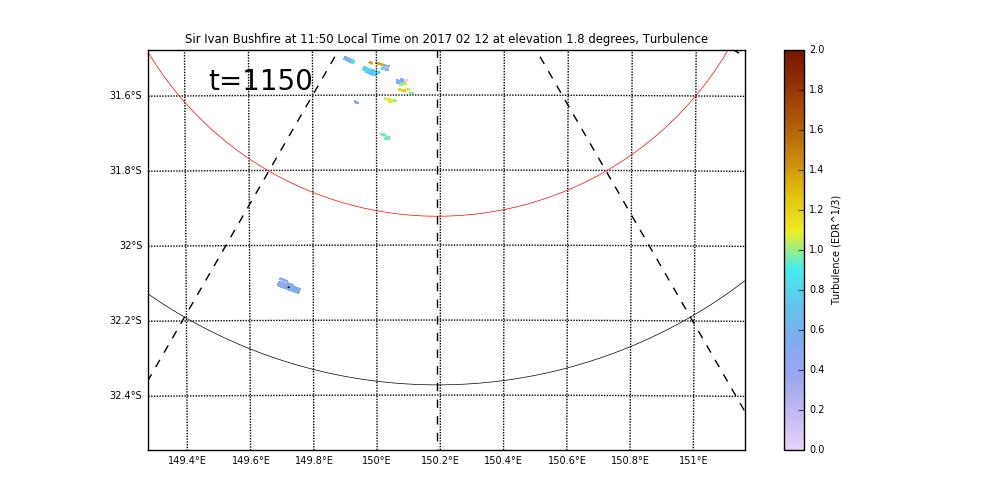 Sir Ivan Bushfire at 11:50 Local Time on 2017 02 12 at elevation 1.8 degrees, Turbulence
t=1150
31.6°S
31.8°S
32°S
32.2°S
32.4°S
149.4°E 149.6°E 149.8°E 150°E 150.2°E 150.4°E 150.6°E 150.8°E 151°E
2.0
1.8
1.6
1.4
1.2
1.0
0.8
0.6
0.4
0.2
0.0
Turbulence (EDR^1/3)